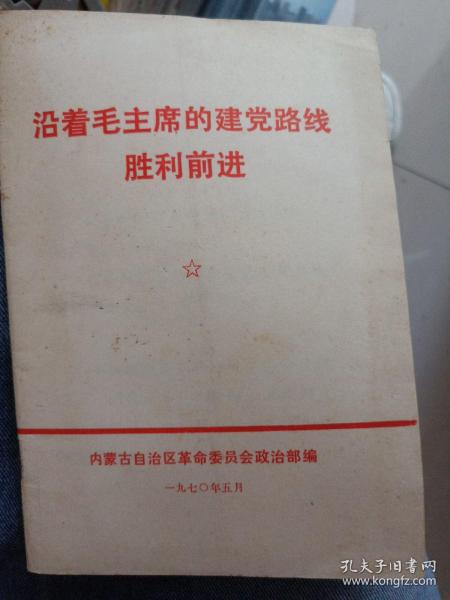 沿着毛主席的建党路线
胜利前进
内蒙古自治区革命委员会政治部编
一九七〇年五月
孔夫子旧书网
www.kongfz.com